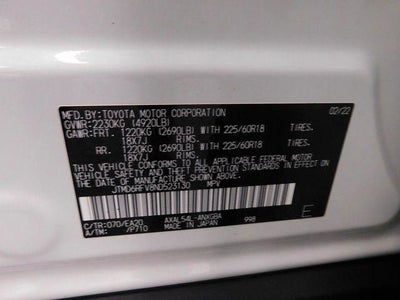 MFD.BY:TOYOTA MOTOR CORPORATION 02/22
GVWR:2230KG (4920LB)
GAWR:FRT. 1220KG (2690LB) WITH 225/60R18 TIRES.
18X7J
RR. 1220KG (2690LB) WITH 225/60R18 TIRES.
18X7J
THIS VEHICLE CONFORMS TO ALL APPLICABLE FEDERAL MOTOR
VEHICLE SAFETY AND THEFT PREVENTION STANDARDS IN
EFFECT ON THE DATE OF MANUFACTURE SHOWN ABOVE.
JTMD6RFV8ND523130 MPV
C/TR:070/EA20 AXAL54L-ANXGBA 998 E
A/TM: /P710 MADE IN JAPAN